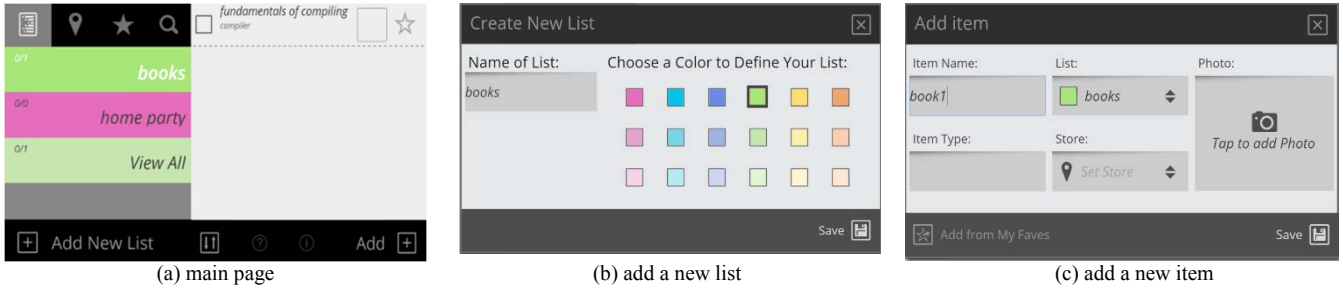 fundamentals of compiling
compiler
0/1
books
0/0
home party
0/1
View All
Add New List
Add
(a) main page
Create New List
Name of List:
Choose a Color to Define Your List:
books
Save
(b) add a new list
Add item
Item Name:
List:
Photo:
book1
books
Tap to add Photo
Item Type:
Store:
Set Store
Add from My Faves
Save
(c) add a new item